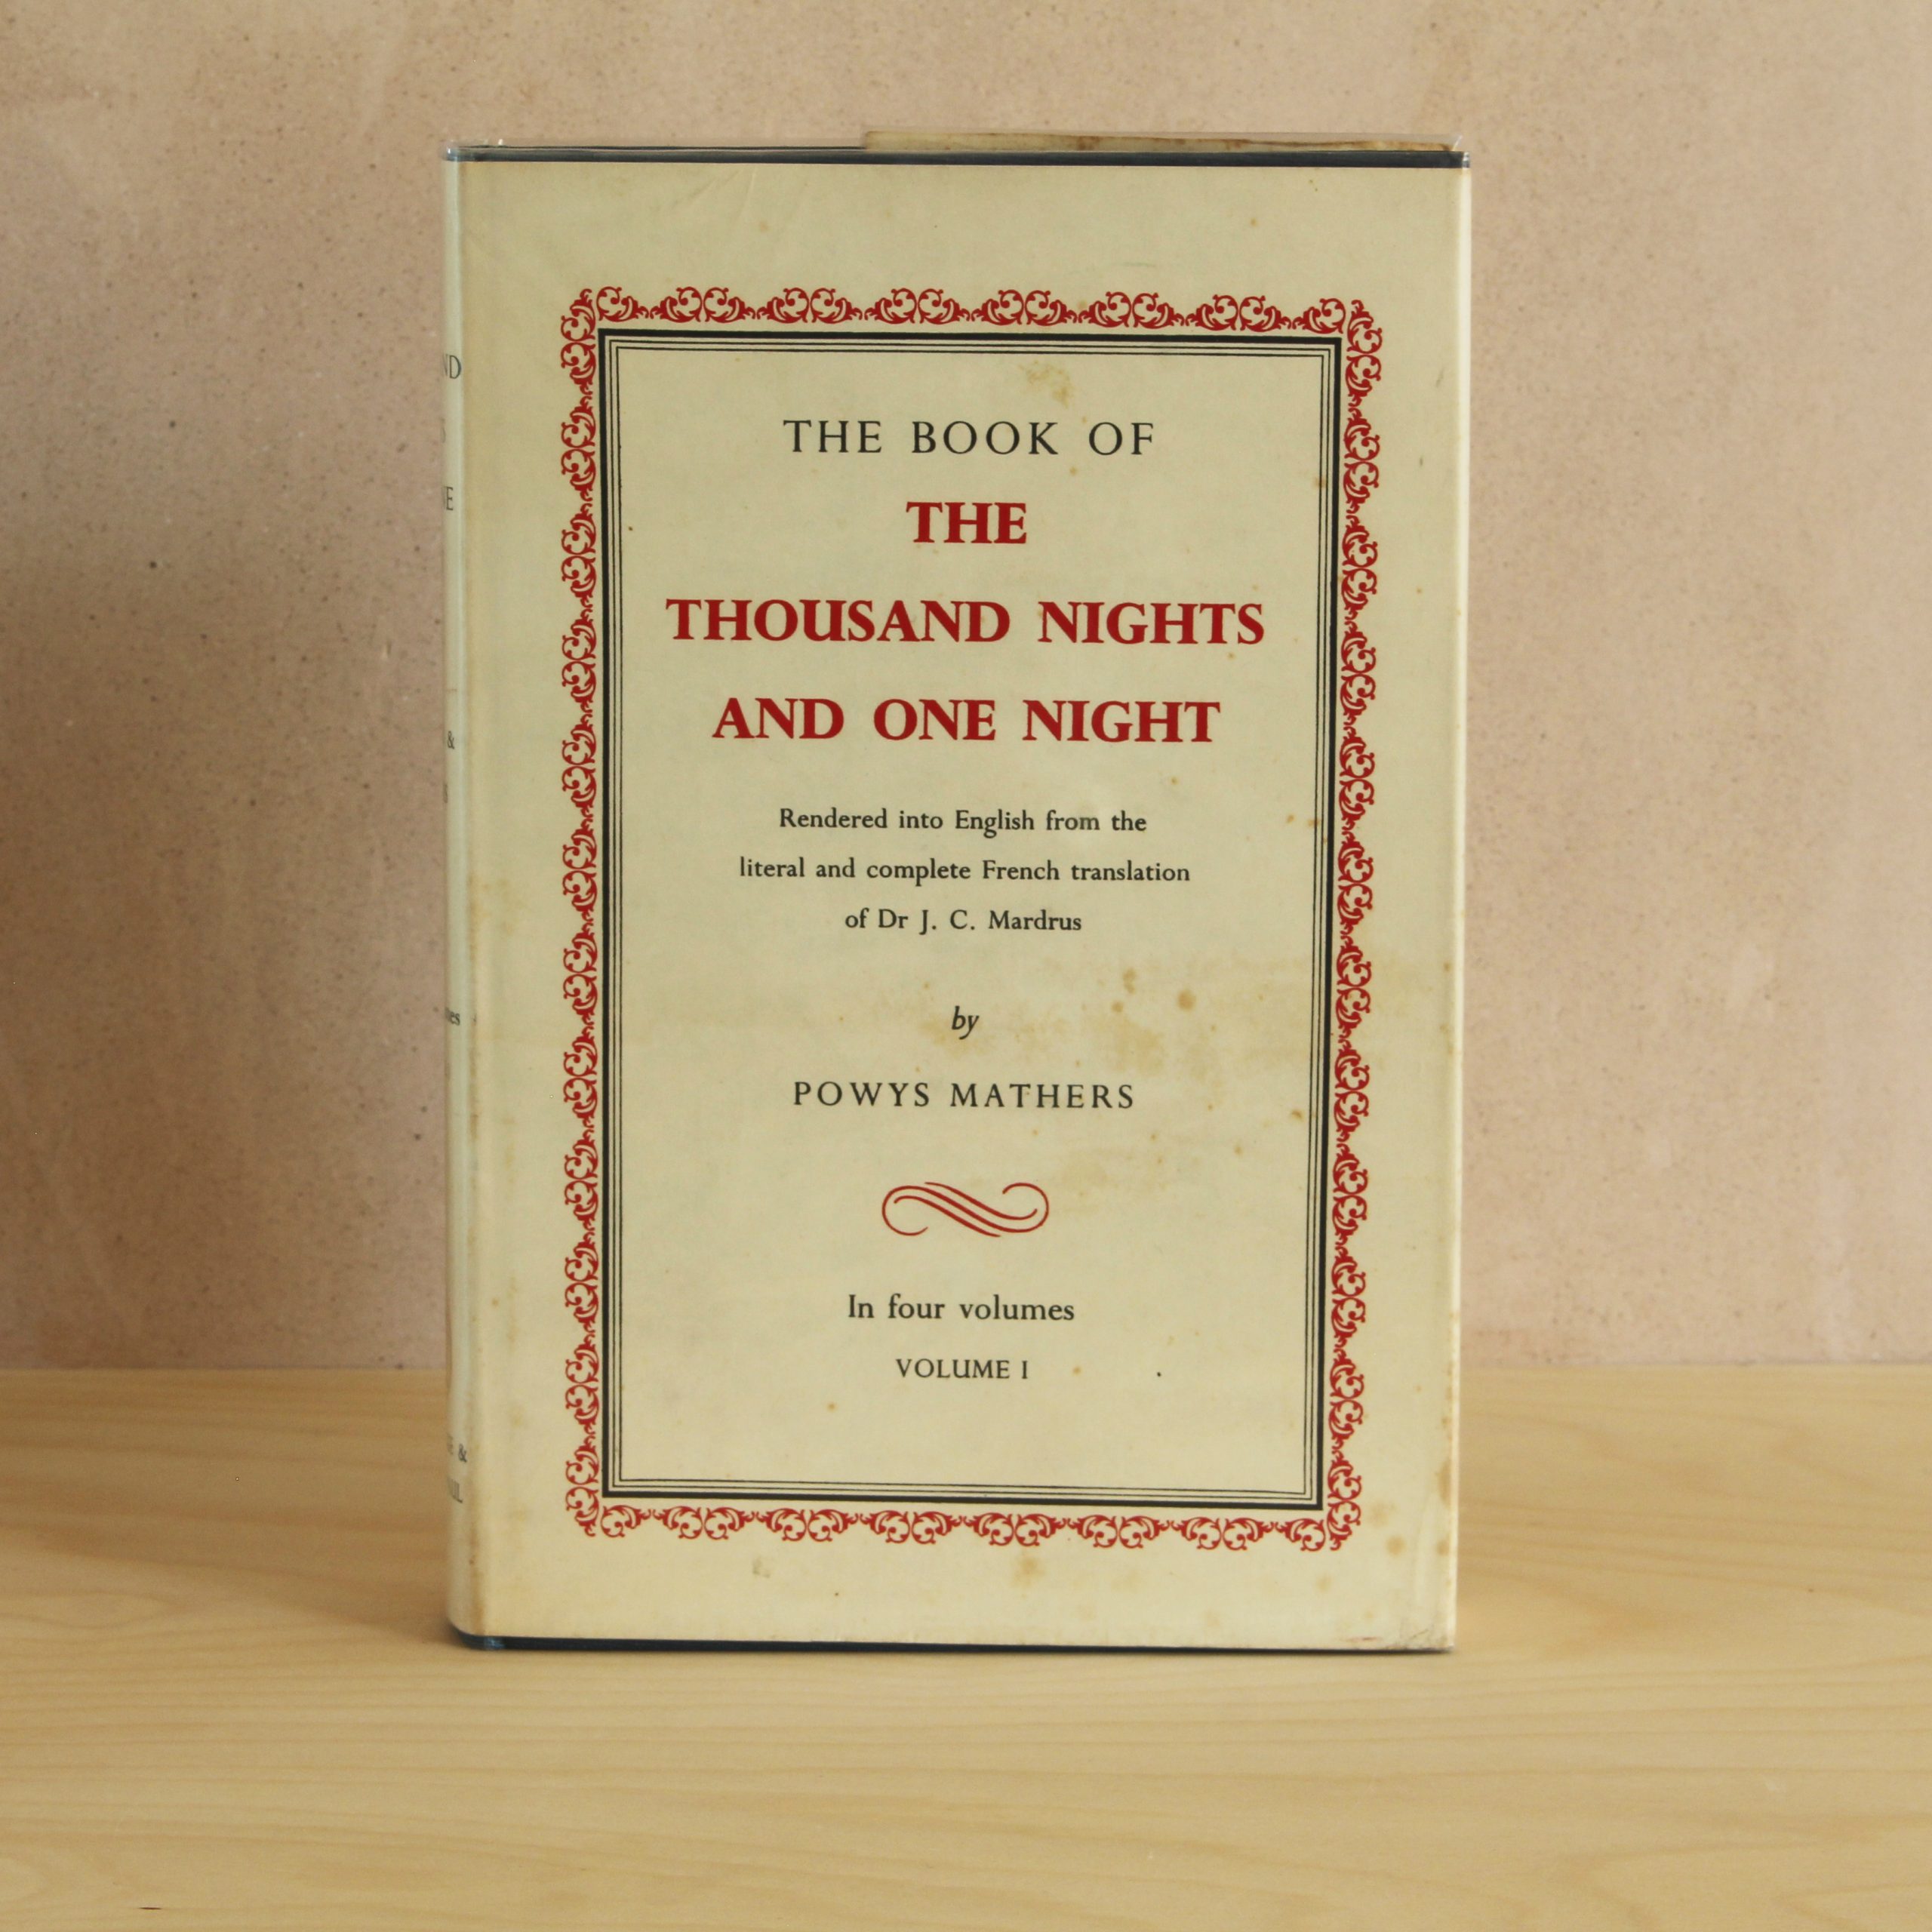 THE BOOK OF
THE
THOUSAND NIGHTS
AND ONE NIGHT
Rendered into English from the
literal and complete French translation
of Dr J. C. Mardrus
by
POWYS MATHERS
In four volumes
VOLUME I